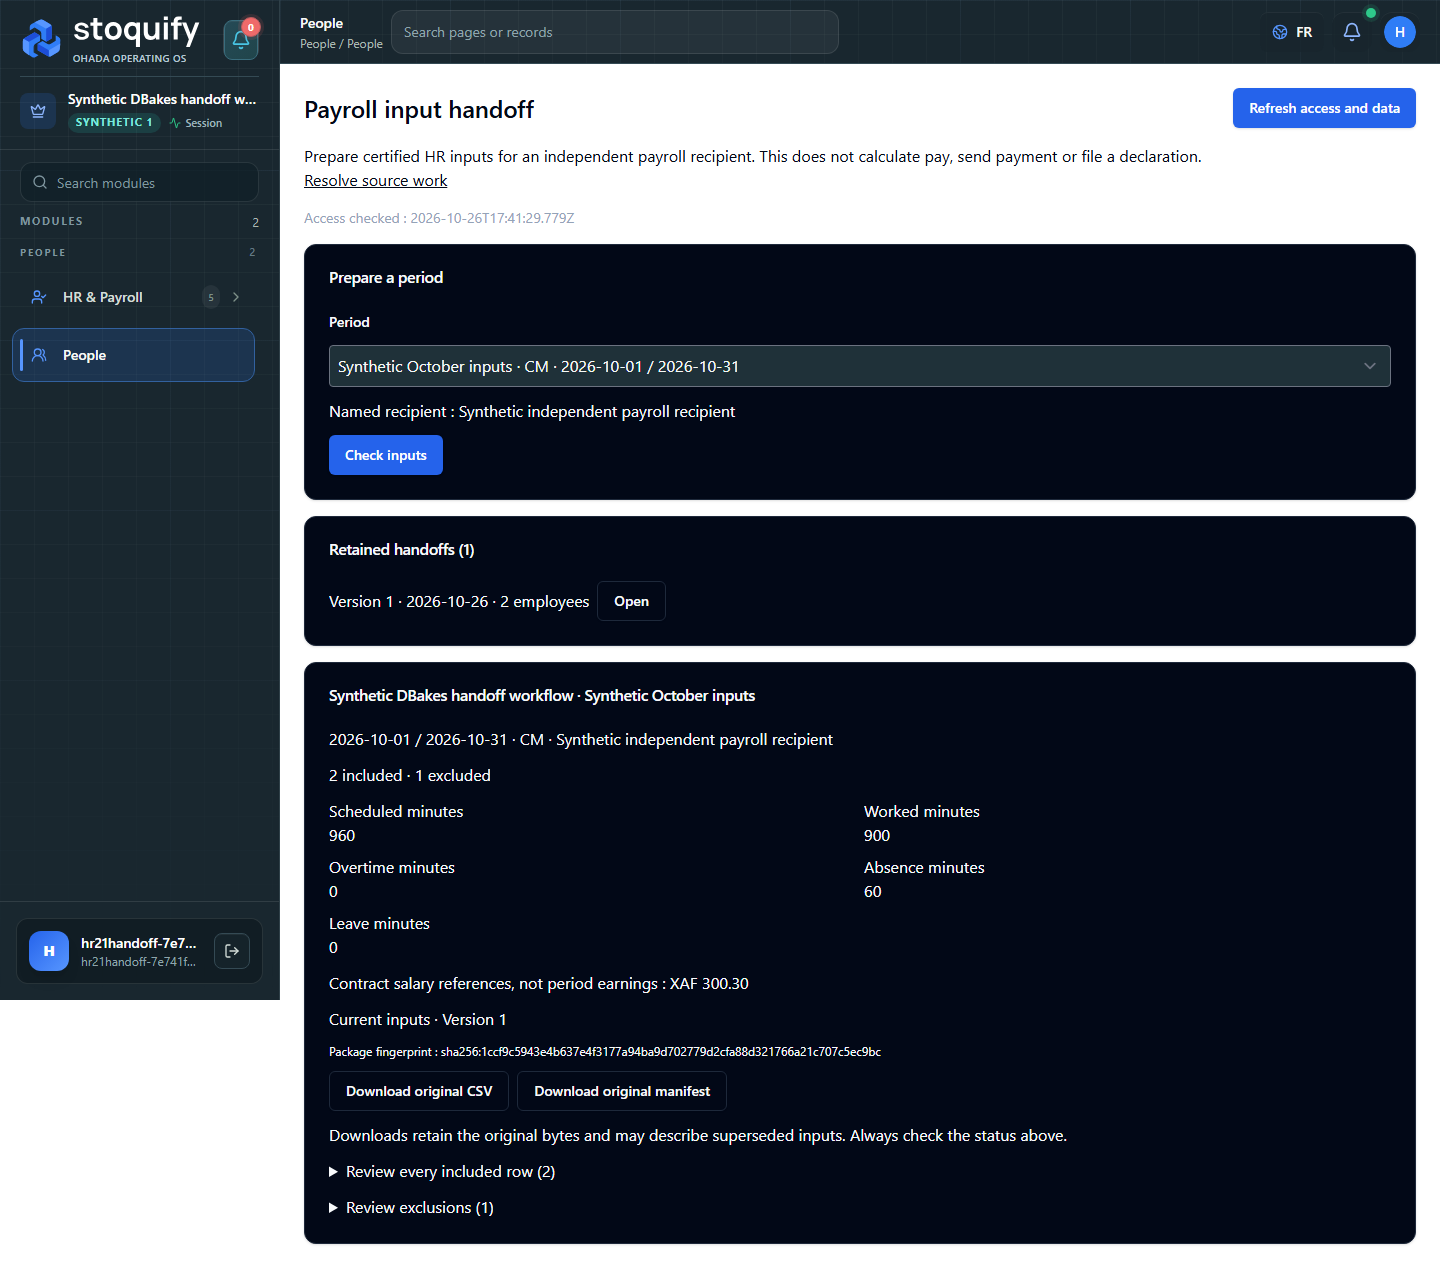 stoquify
OHADA OPERATING OS
0
Synthetic DBakes handoff w...
SYNTHETIC 1
Session
Search modules
MODULES
2
PEOPLE
2
HR & Payroll
5
People
H
hr21handoff-7e7...
hr21handoff-7e741f...
People
People / People
Search pages or records
FR
H
Payroll input handoff
Refresh access and data
Prepare certified HR inputs for an independent payroll recipient. This does not calculate pay, send payment or file a declaration.
Resolve source work
Access checked : 2026-10-26T17:41:29.779Z
Prepare a period
Period
Synthetic October inputs · CM · 2026-10-01 / 2026-10-31
Named recipient : Synthetic independent payroll recipient
Check inputs
Retained handoffs (1)
Version 1 · 2026-10-26 · 2 employees
Open
Synthetic DBakes handoff workflow · Synthetic October inputs
2026-10-01 / 2026-10-31 · CM · Synthetic independent payroll recipient
2 included · 1 excluded
Scheduled minutes
960
Worked minutes
900
Overtime minutes
0
Absence minutes
60
Leave minutes
0
Contract salary references, not period earnings : XAF 300.30
Current inputs · Version 1
Package fingerprint : sha256:1ccf9c5943e4b637e4f3177a94ba9d702779d2cfa88d321766a21c707c5ec9bc
Download original CSV
Download original manifest
Downloads retain the original bytes and may describe superseded inputs. Always check the status above.
Review every included row (2)
Review exclusions (1)